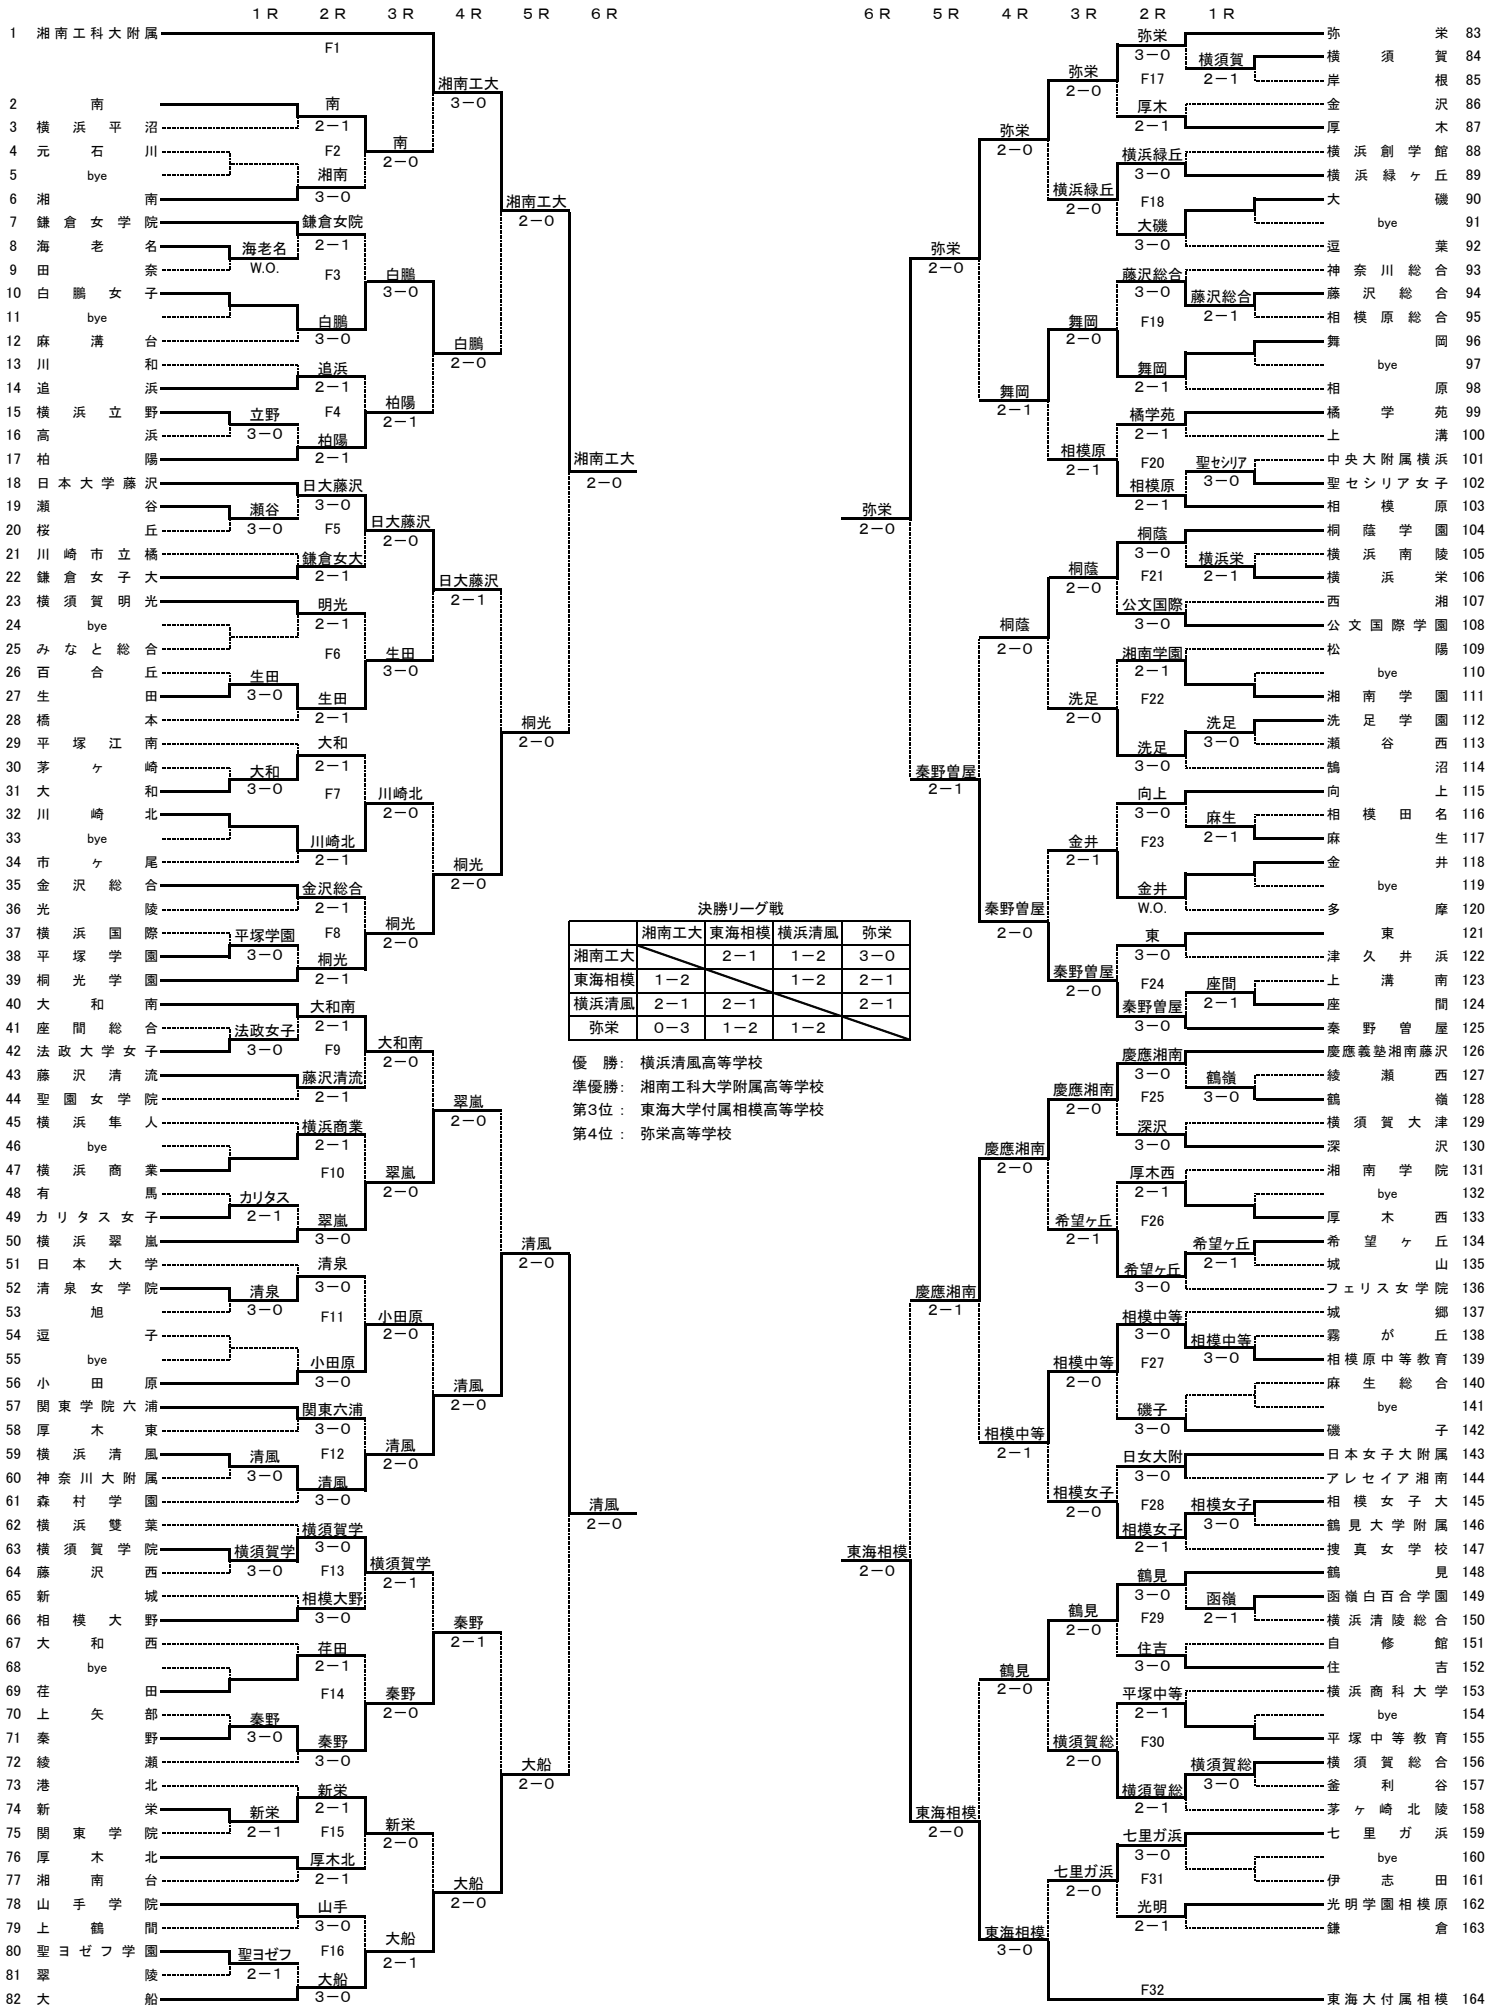 1R 2R 3R 4R 5R 6R
1 湘南工科大附属
2 南
3 横浜平沼
4 元石川
5 bye
6 湘南
7 鎌倉女学院
8 海老名
9 田奈
10 白鵬女子
11 bye
12 麻溝台
13 川和
14 追浜
15 横浜立野
16 高浜
17 柏陽
18 日本大学藤沢
19 瀬谷
20 桜丘
21 川崎市立橘
22 鎌倉女子大
23 横須賀明光
24 bye
25 みなと総合
26 百合丘
27 生田
28 橋本
29 平塚江南
30 茅ヶ崎
31 大和
32 川崎北
33 bye
34 市ヶ尾
35 金沢総合
36 光陵
37 横浜国際
38 平塚学園
39 桐光学園
40 大和南
41 座間総合
42 法政大学女子
43 藤沢清流
44 聖園女学院
45 横浜隼人
46 bye
47 横浜商業
48 有馬
49 カリタス女子
50 横浜翠嵐
51 日本大学
52 清泉女学院
53 旭
54 逗子
55 bye
56 小田原
57 関東学院六浦
58 厚木東
59 横浜清風
60 神奈川大附属
61 森村学園
62 横浜雙葉
63 横須賀学院
64 藤沢西
65 新城
66 相模大野
67 大和西
68 bye
69 荏田
70 上矢部
71 秦野
72 綾瀬
73 港北
74 新栄
75 関東学院
76 厚木北
77 湘南台
78 山手学院
79 上鶴間
80 聖ヨゼフ学園
81 翠陵
82 大船
海老名
W.O.
立野
3-0
瀬谷
3-0
生田
3-0
大和
3-0
平塚学園
3-0
法政女子
3-0
カリタス
2-1
清泉
3-0
清風
3-0
横須賀学
3-0
秦野
3-0
新栄
2-1
聖ヨゼフ
2-1
F1
南
2-1
F2
湘南
3-0
鎌倉女院
2-1
F3
白鵬
3-0
追浜
2-1
F4
柏陽
2-1
日大藤沢
3-0
F5
鎌倉女大
2-1
明光
2-1
F6
生田
2-1
大和
2-1
F7
川崎北
2-1
金沢総合
2-1
F8
桐光
2-1
大和南
2-1
F9
藤沢清流
2-1
横浜商業
2-1
F10
翠嵐
3-0
清泉
3-0
F11
小田原
3-0
関東六浦
3-0
F12
清風
3-0
横須賀学
3-0
F13
相模大野
3-0
荏田
2-1
F14
秦野
3-0
新栄
2-1
F15
厚木北
2-1
山手
3-0
F16
大船
3-0
南
2-0
白鵬
3-0
柏陽
2-1
日大藤沢
2-0
生田
3-0
川崎北
2-0
桐光
2-0
大和南
2-0
翠嵐
2-0
小田原
2-0
清風
2-0
横須賀学
2-1
秦野
2-0
新栄
2-0
大船
2-1
湘南工大
3-0
白鵬
2-0
日大藤沢
2-1
桐光
2-0
翠嵐
2-0
清風
2-0
秦野
2-1
大船
2-0
湘南工大
2-0
桐光
2-0
清風
2-0
大船
2-0
湘南工大
2-0
清風
2-0
決勝リーグ戦
湘南工大 東海相模 横浜清風 弥栄
湘南工大 2-1 1-2 3-0
東海相模 1-2 1-2 2-1
横浜清風 2-1 2-1 2-1
弥栄 0-3 1-2 1-2
優 勝: 横浜清風高等学校
準優勝: 湘南工科大学附属高等学校
第3位 : 東海大学付属相模高等学校
第4位 : 弥栄高等学校
6R 5R 4R 3R 2R 1R
弥栄
2-0
東海相模
2-0
弥栄
2-0
秦野曽屋
2-1
慶應湘南
2-1
東海相模
2-0
弥栄
2-0
舞岡
2-1
桐蔭
2-0
秦野曽屋
2-0
慶應湘南
2-0
相模中等
2-1
鶴見
2-0
東海相模
3-0
弥栄
2-0
横浜緑丘
2-0
舞岡
2-0
相模原
2-1
桐蔭
2-0
洗足
2-0
金井
2-1
秦野曽屋
2-0
慶應湘南
2-0
希望ヶ丘
2-1
相模中等
2-0
相模女子
2-0
鶴見
2-0
横須賀総
2-0
七里ガ浜
2-0
弥栄
3-0
F17
厚木
2-1
横浜緑丘
3-0
F18
大磯
3-0
藤沢総合
3-0
F19
舞岡
2-1
橘学苑
2-1
F20
相模原
2-1
桐蔭
3-0
F21
公文国際
3-0
湘南学園
2-1
F22
洗足
3-0
向上
3-0
F23
金井
W.O.
東
3-0
F24
秦野曽屋
3-0
慶應湘南
3-0
F25
深沢
3-0
厚木西
2-1
F26
希望ヶ丘
3-0
相模中等
3-0
F27
磯子
3-0
日女大附
3-0
F28
相模女子
2-1
鶴見
3-0
F29
住吉
3-0
平塚中等
2-1
F30
横須賀総
2-1
七里ガ浜
3-0
F31
光明
2-1
F32
横須賀
2-1
藤沢総合
2-1
聖セシリア
3-0
横浜栄
2-1
洗足
3-0
麻生
2-1
座間
2-1
鶴嶺
3-0
希望ヶ丘
2-1
相模中等
3-0
相模女子
3-0
函嶺
2-1
横須賀総
3-0
弥栄 83
横須賀 84
岸根 85
金沢 86
厚木 87
横浜創学館 88
横浜緑ヶ丘 89
大磯 90
bye 91
逗葉 92
神奈川総合 93
藤沢総合 94
相模原総合 95
舞岡 96
bye 97
相原 98
橘学苑 99
上溝 100
中央大附属横浜 101
聖セシリア女子 102
相模原 103
桐蔭学園 104
横浜南陵 105
横浜栄 106
西湘 107
公文国際学園 108
松陽 109
bye 110
湘南学園 111
洗足学園 112
瀬谷西 113
鵠沼 114
向上 115
相模田名 116
麻生 117
金井 118
bye 119
多摩 120
東 121
津久井浜 122
上溝南 123
座間 124
秦野曽屋 125
慶應義塾湘南藤沢 126
綾瀬西 127
鶴嶺 128
横須賀大津 129
深沢 130
湘南学院 131
bye 132
厚木西 133
希望ヶ丘 134
城山 135
フェリス女学院 136
城郷 137
霧が丘 138
相模原中等教育 139
麻生総合 140
bye 141
磯子 142
日本女子大附属 143
アレセイア湘南 144
相模女子大 145
鶴見大学附属 146
捜真女学校 147
鶴見 148
函嶺白百合学園 149
横浜清陵総合 150
自修館 151
住吉 152
横浜商科大学 153
bye 154
平塚中等教育 155
横須賀総合 156
釜利谷 157
茅ヶ崎北陵 158
七里ガ浜 159
bye 160
伊志田 161
光明学園相模原 162
鎌倉 163
東海大付属相模 164